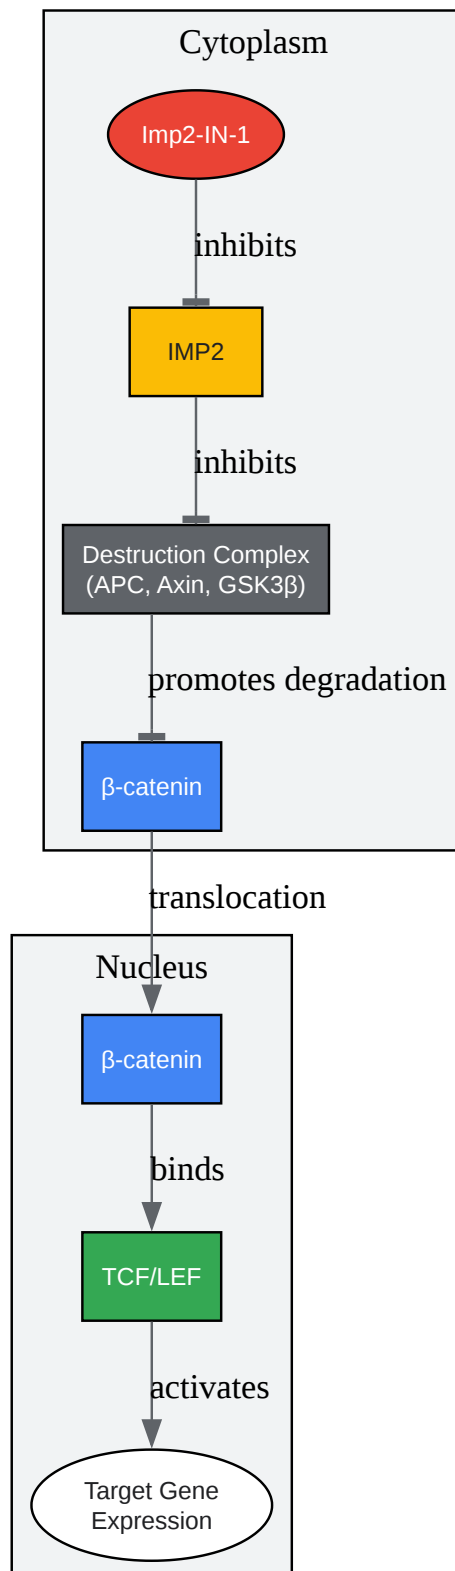 Cytoplasm
Imp2-IN-1
inhibits
IMP2
inhibits
Destruction Complex
(APC, Axin, GSK3β)
promotes degradation
β-catenin
translocation
Nucleus
β-catenin
binds
TCF/LEF
activates
Target Gene
Expression